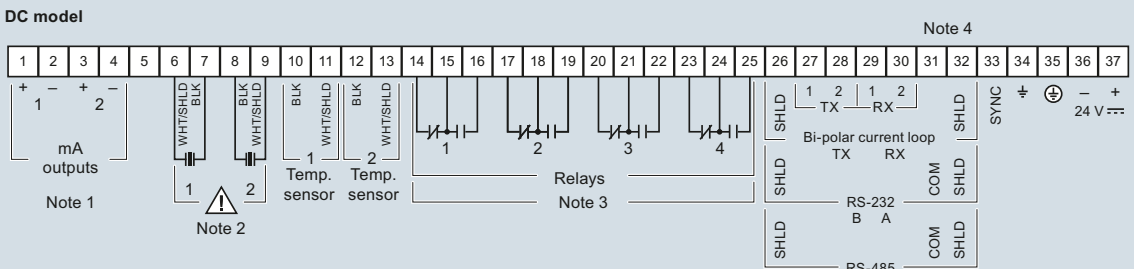 DC model
Note 4
1 2 3 4 5 6 7 8 9 10 11 12 13 14 15 16 17 18 19 20 21 22 23 24 25 26 27 28 29 30 31 32 33 34 35 36 37
+ – + –
1 2
mA
outputs
Note 1
WHT/SHLD
BLK
BLK
WHT/SHLD
1 2
Note 2
BLK
WHT/SHLD
1
Temp.
sensor
BLK
WHT/SHLD
2
Temp.
sensor
1 2 3 4
Relays
Note 3
SHLD
1 2 1 2
TX RX
SHLD
Bi-polar current loop
SHLD
TX RX
COM
SHLD
RS-232
SHLD
B A
COM
SHLD
RS-485
SYNC
– +
24 V